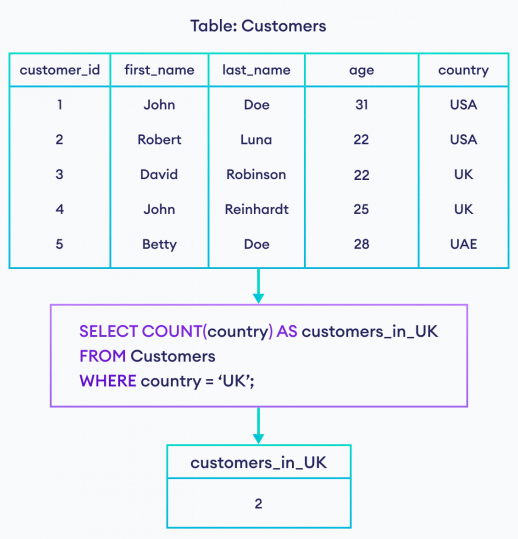 Table: Customers
customer_id first_name last_name age country
1 John Doe 31 USA
2 Robert Luna 22 USA
3 David Robinson 22 UK
4 John Reinhardt 25 UK
5 Betty Doe 28 UAE
SELECT COUNT(country) AS customers_in_UK
FROM Customers
WHERE country = ‘UK’;
customers_in_UK
2